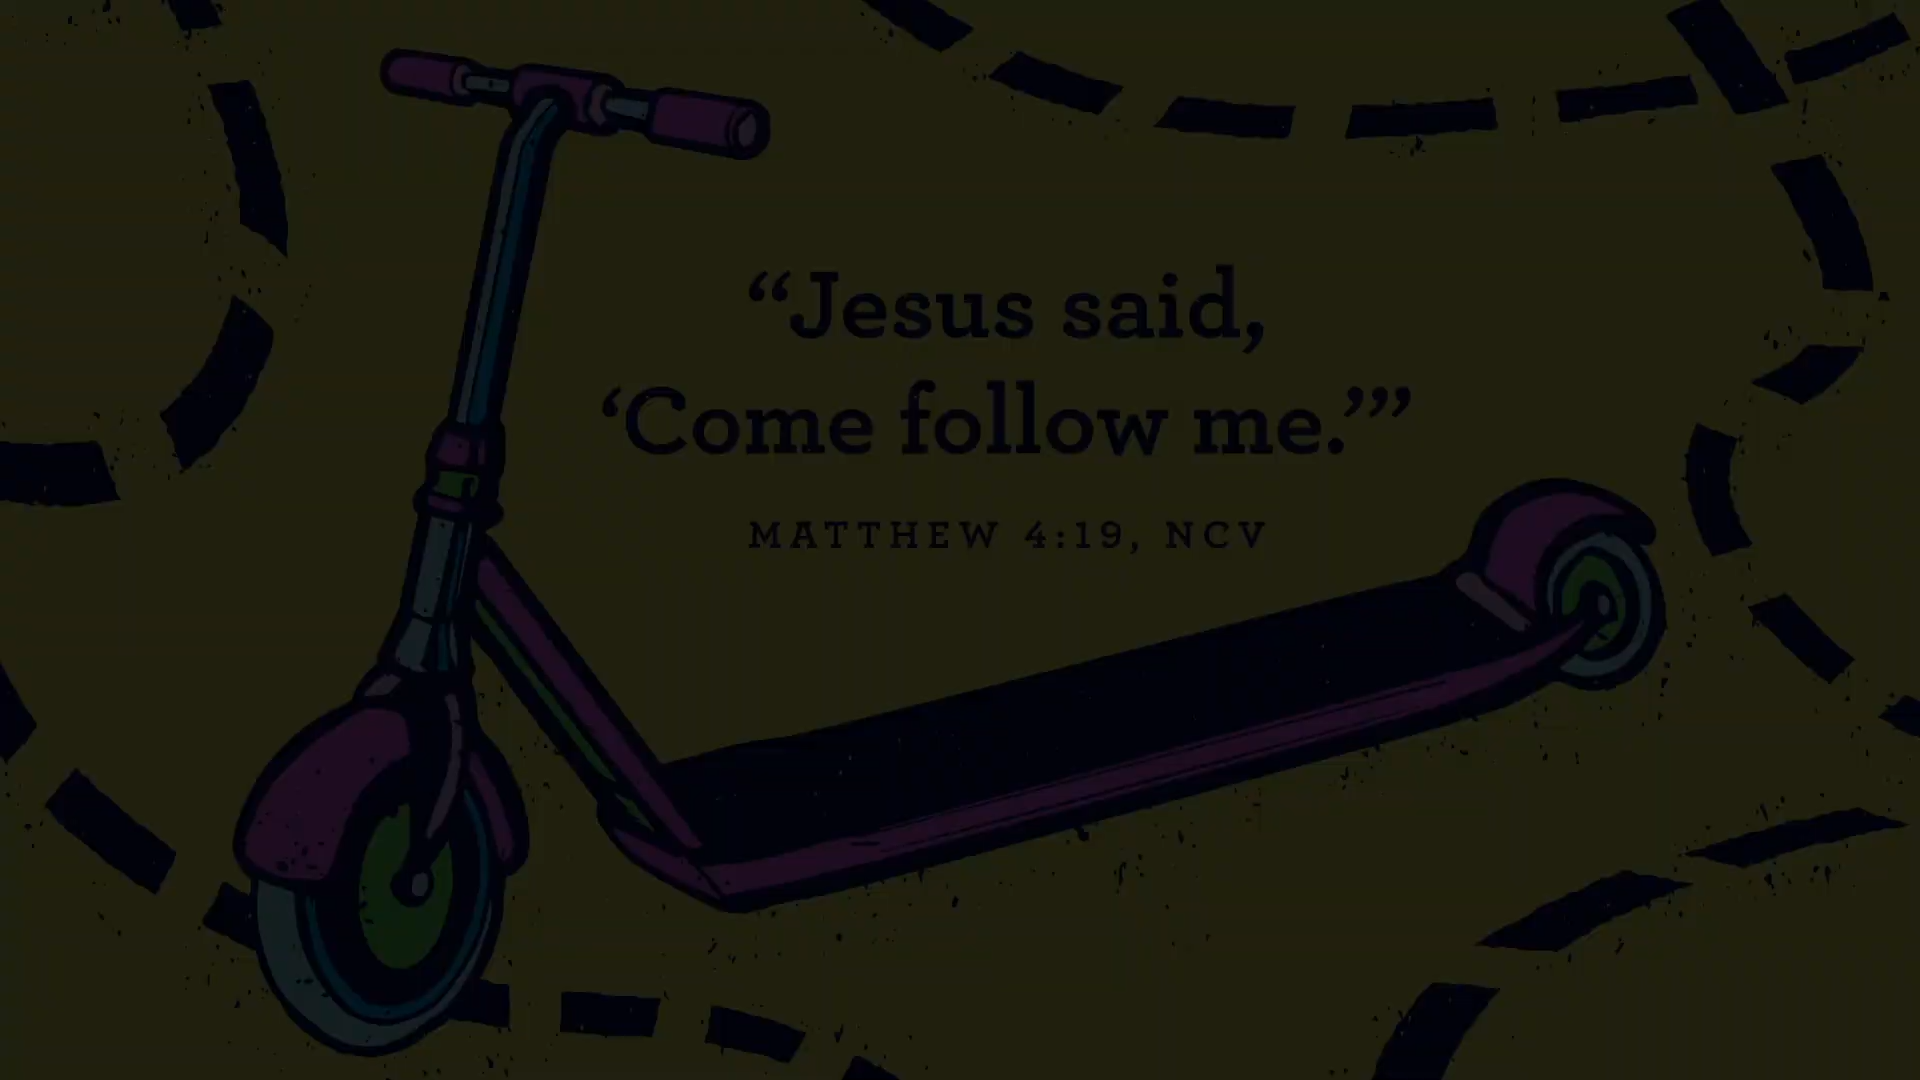 “Jesus said,
‘Come follow me.’”
MATTHEW 4:19, NCV